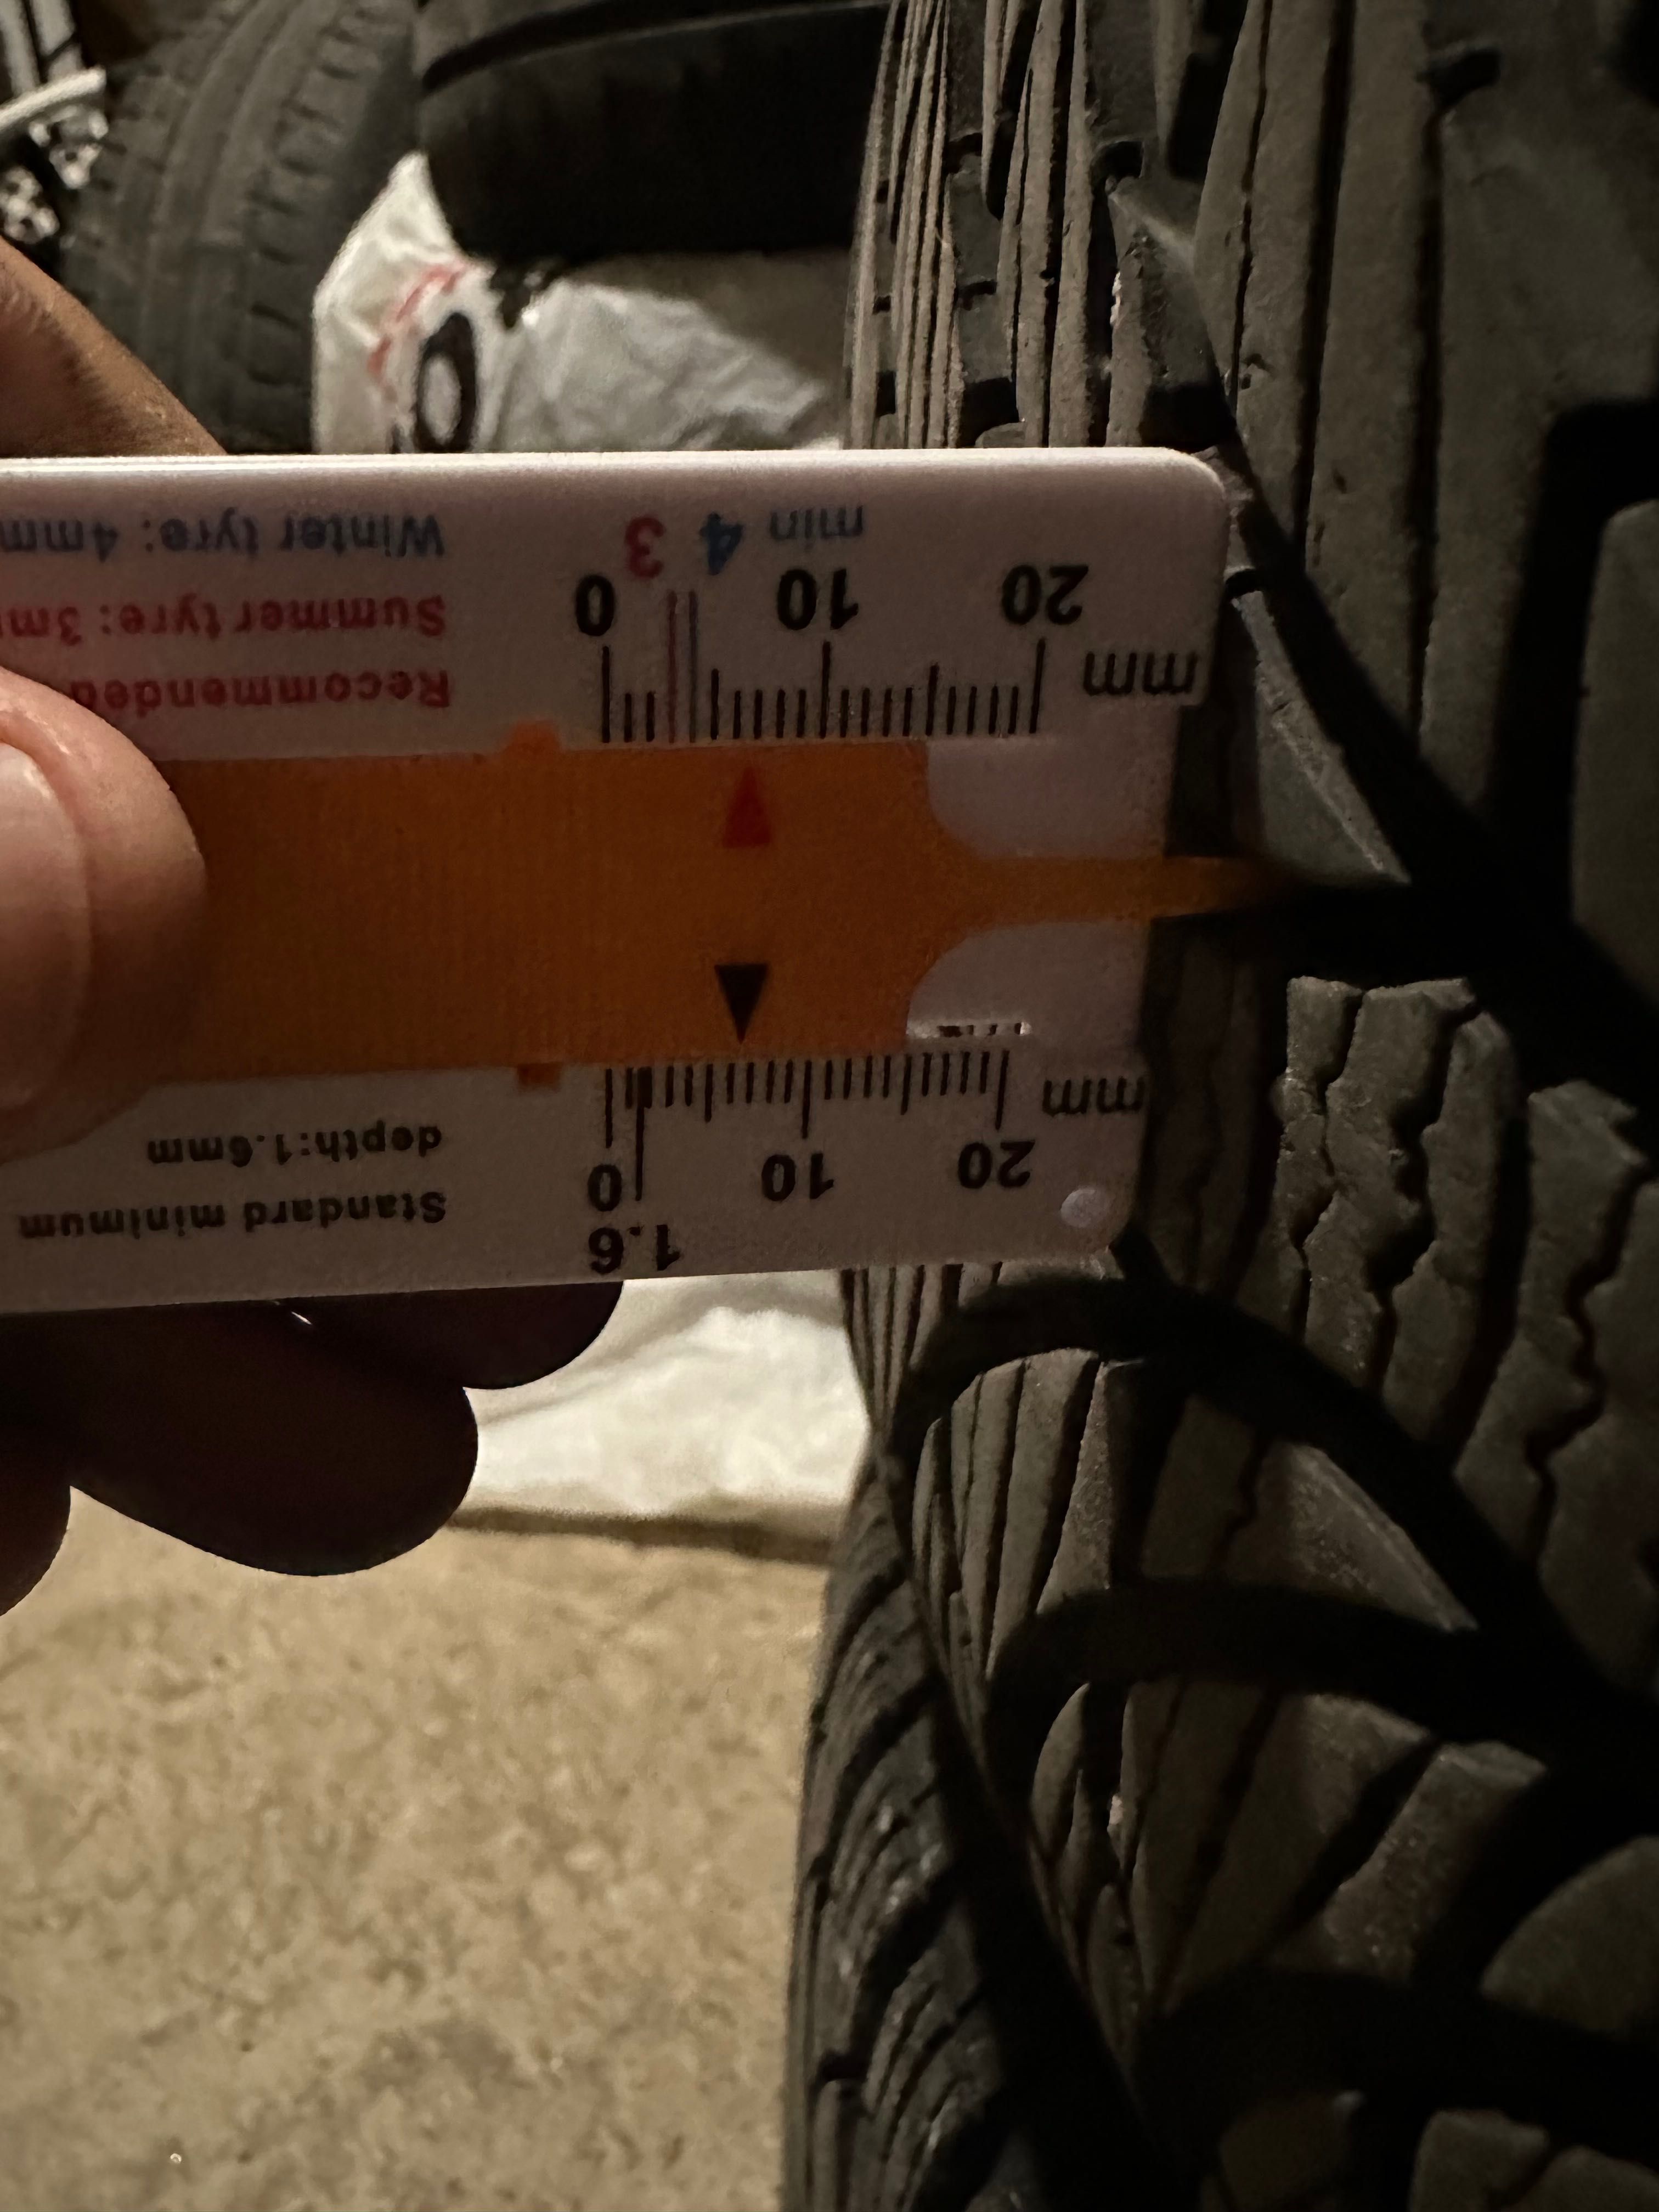 Standard minimum
depth:1.6mm
1.6
0 10 20
mm
mm
0 10 20
Recommended
Summer tyre: 3m
Winter tyre: 4mm
3 4 min